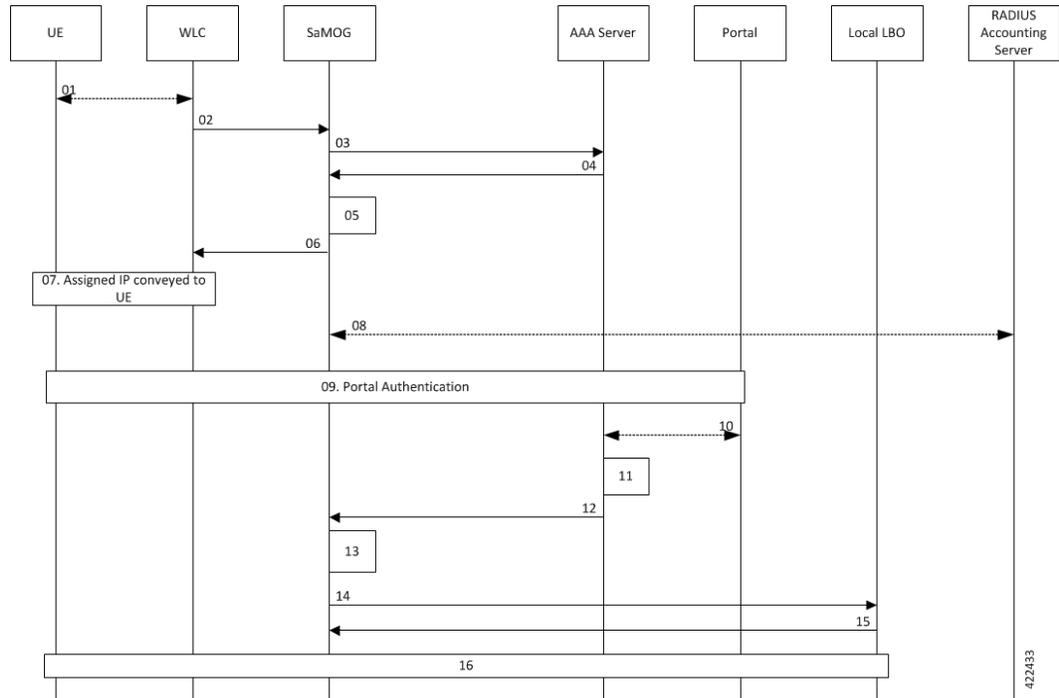 UE
WLC
SaMOG
AAA Server
Portal
Local LBO
RADIUS
Accounting
Server
01
02
03
04
05
06
07. Assigned IP conveyed to
UE
08
09. Portal Authentication
10
11
12
13
14
15
16
422433